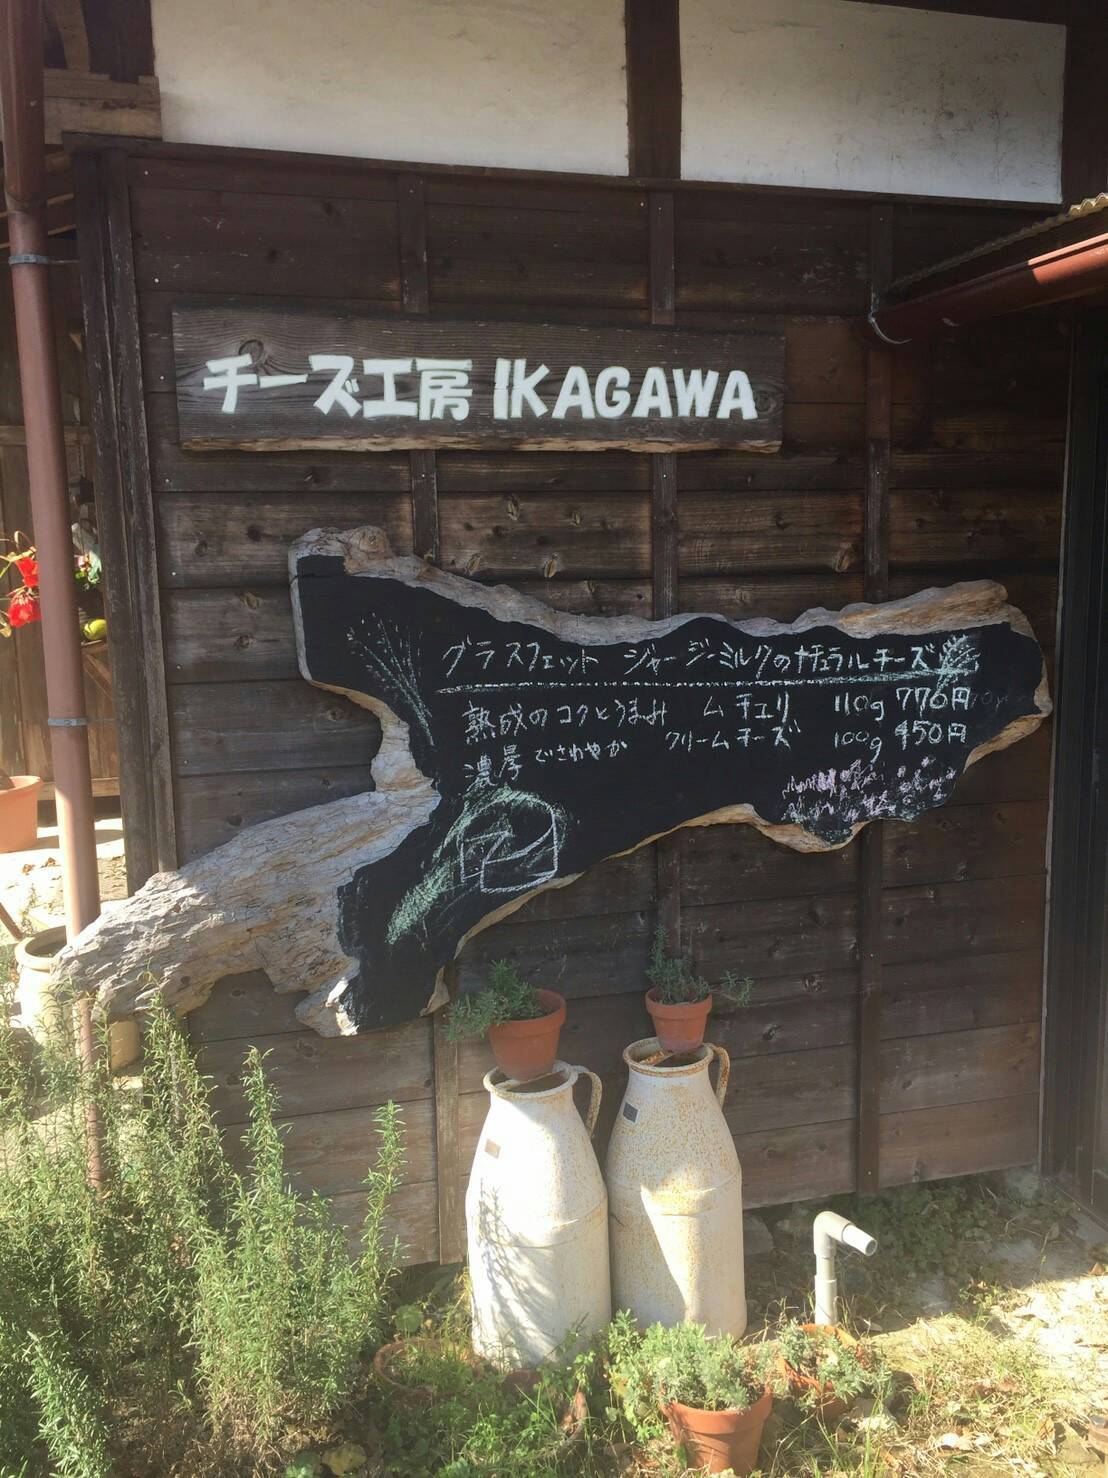 チーズ工房 IKAGAWA
グラスフェット ジャージーミルクのナチュラルチーズ
熟成のコクとうまみ ムチュリ 110g 770円
濃厚でさわやか クリームチーズ 100g 450円